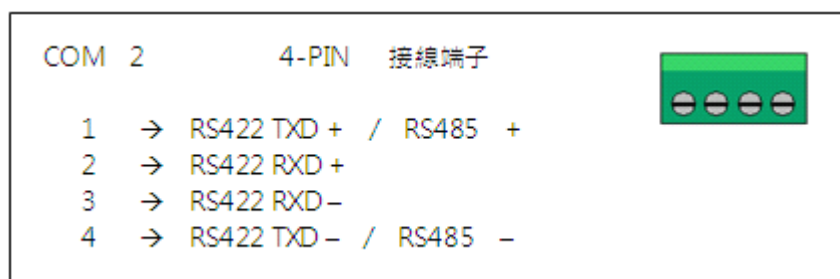 COM 2 4-PIN 接線端子
1 → RS422 TXD + / RS485 +
2 → RS422 RXD +
3 → RS422 RXD –
4 → RS422 TXD – / RS485 –